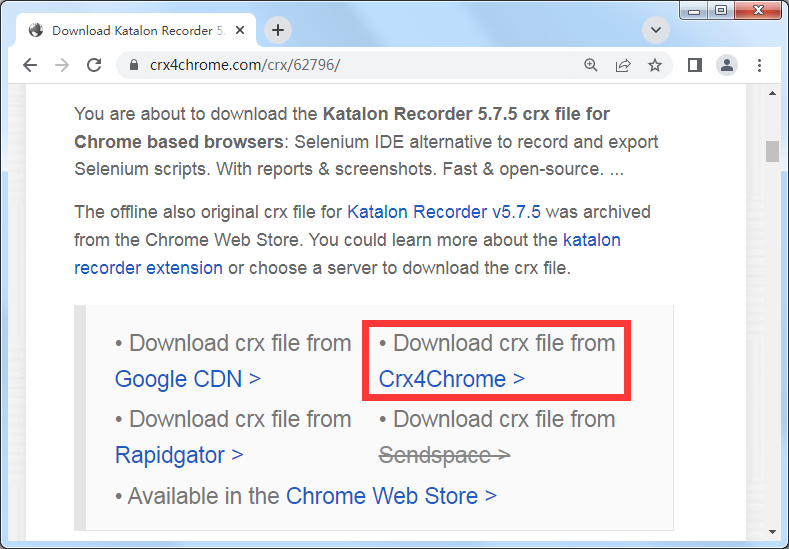 Download Katalon Recorder 5.
crx4chrome.com/crx/62796/
You are about to download the Katalon Recorder 5.7.5 crx file for
Chrome based browsers: Selenium IDE alternative to record and export
Selenium scripts. With reports & screenshots. Fast & open-source. ...
The offline also original crx file for Katalon Recorder v5.7.5 was archived
from the Chrome Web Store. You could learn more about the katalon
recorder extension or choose a server to download the crx file.
• Download crx file from
Google CDN >
• Download crx file from
Crx4Chrome >
• Download crx file from
Rapidgator >
• Download crx file from
Sendspace >
• Available in the Chrome Web Store >